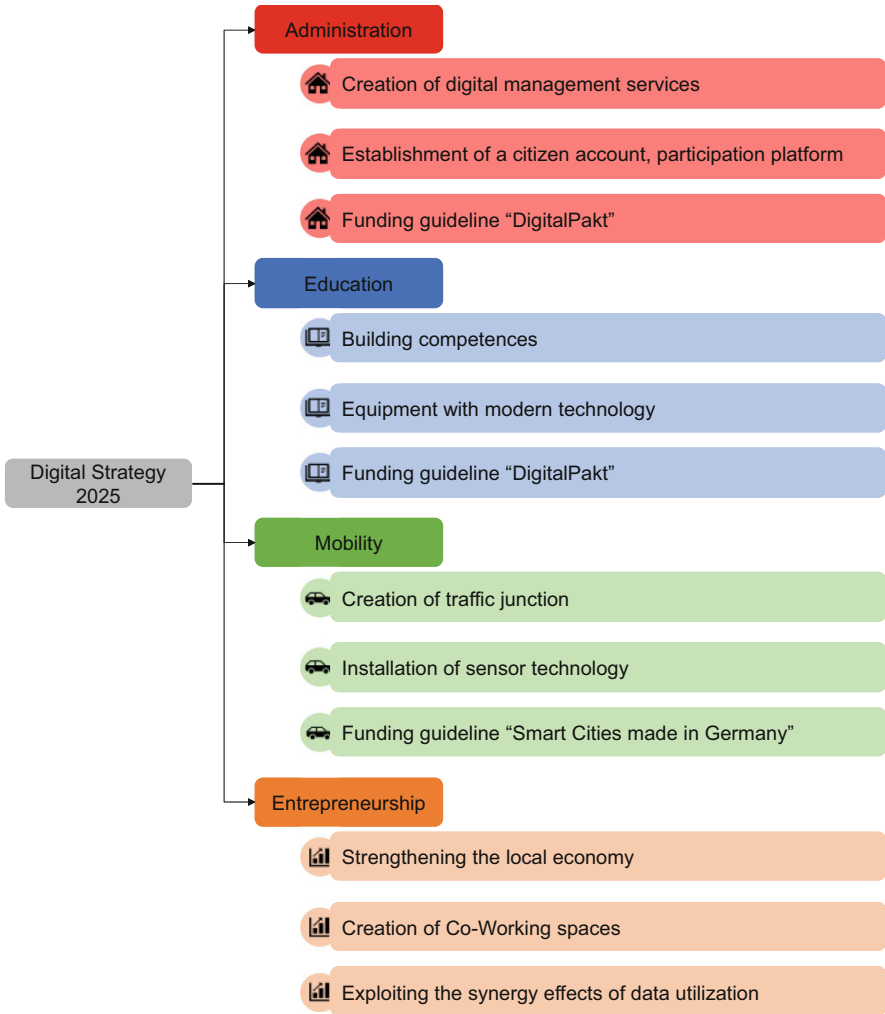 Administration
Creation of digital management services
Establishment of a citizen account, participation platform
Funding guideline “DigitalPakt”
Education
Building competences
Equipment with modern technology
Funding guideline “DigitalPakt”
Digital Strategy
2025
Mobility
Creation of traffic junction
Installation of sensor technology
Funding guideline “Smart Cities made in Germany”
Entrepreneurship
Strengthening the local economy
Creation of Co-Working spaces
Exploiting the synergy effects of data utilization